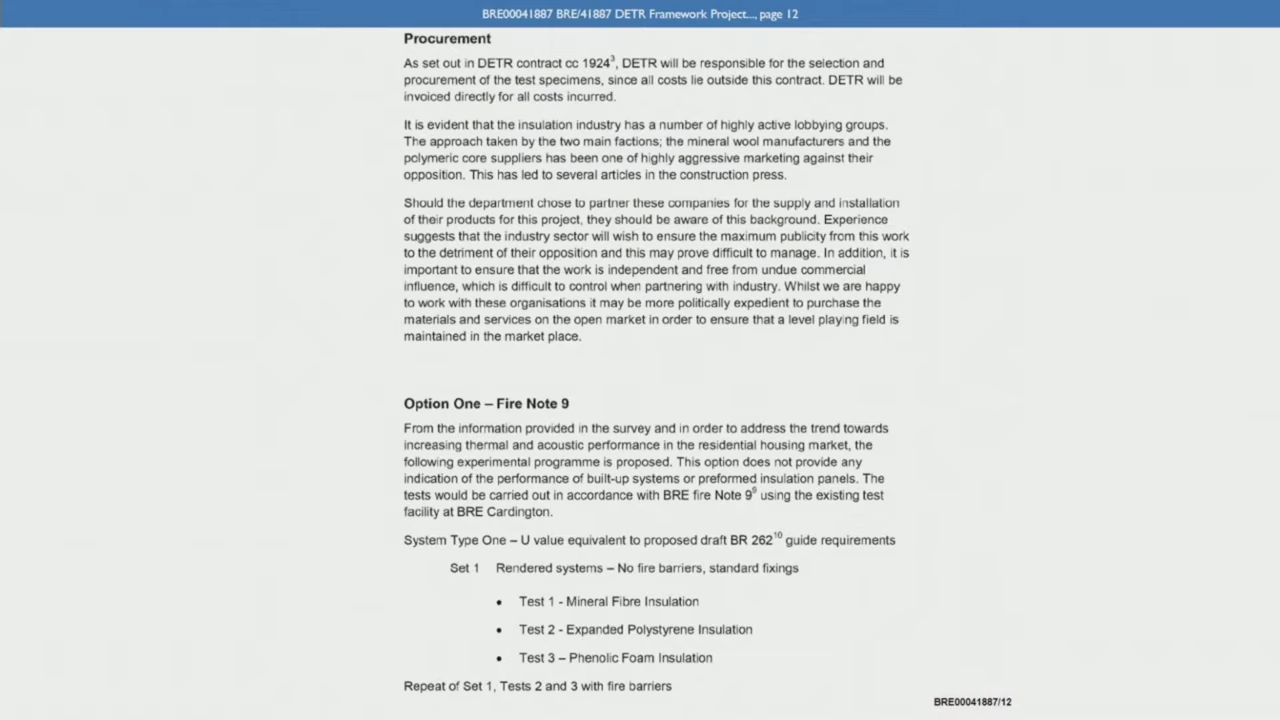 BRE00041887 BRE/41887 DETR Framework Project..., page 12
Procurement
As set out in DETR contract cc 1924³, DETR will be responsible for the selection and
procurement of the test specimens, since all costs lie outside this contract. DETR will be
invoiced directly for all costs incurred.
It is evident that the insulation industry has a number of highly active lobbying groups.
The approach taken by the two main factions; the mineral wool manufacturers and the
polymeric core suppliers has been one of highly aggressive marketing against their
opposition. This has led to several articles in the construction press.
Should the department chose to partner these companies for the supply and installation
of their products for this project, they should be aware of this background. Experience
suggests that the industry sector will wish to ensure the maximum publicity from this work
to the detriment of their opposition and this may prove difficult to manage. In addition, it is
important to ensure that the work is independent and free from undue commercial
influence, which is difficult to control when partnering with industry. Whilst we are happy
to work with these organisations it may be more politically expedient to purchase the
materials and services on the open market in order to ensure that a level playing field is
maintained in the market place.
Option One – Fire Note 9
From the information provided in the survey and in order to address the trend towards
increasing thermal and acoustic performance in the residential housing market, the
following experimental programme is proposed. This option does not provide any
indication of the performance of built-up systems or preformed insulation panels. The
tests would be carried out in accordance with BRE fire Note 9⁹ using the existing test
facility at BRE Cardington.
System Type One – U value equivalent to proposed draft BR 262¹⁰ guide requirements
Set 1 Rendered systems – No fire barriers, standard fixings
• Test 1 - Mineral Fibre Insulation
• Test 2 - Expanded Polystyrene Insulation
• Test 3 – Phenolic Foam Insulation
Repeat of Set 1, Tests 2 and 3 with fire barriers
BRE00041887/12